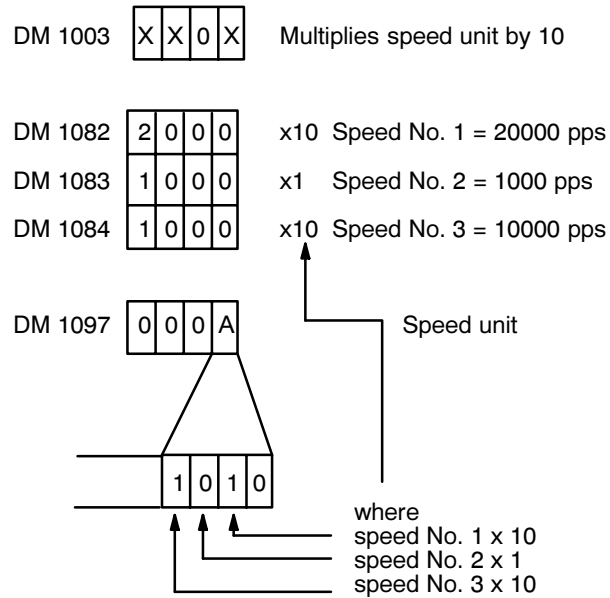 DM 1003 X X 0 X Multiplies speed unit by 10
DM 1082 2 0 0 0 x10 Speed No. 1 = 20000 pps
DM 1083 1 0 0 0 x1 Speed No. 2 = 1000 pps
DM 1084 1 0 0 0 x10 Speed No. 3 = 10000 pps
DM 1097 0 0 0 A Speed unit
1 0 1 0
where
speed No. 1 x 10
speed No. 2 x 1
speed No. 3 x 10